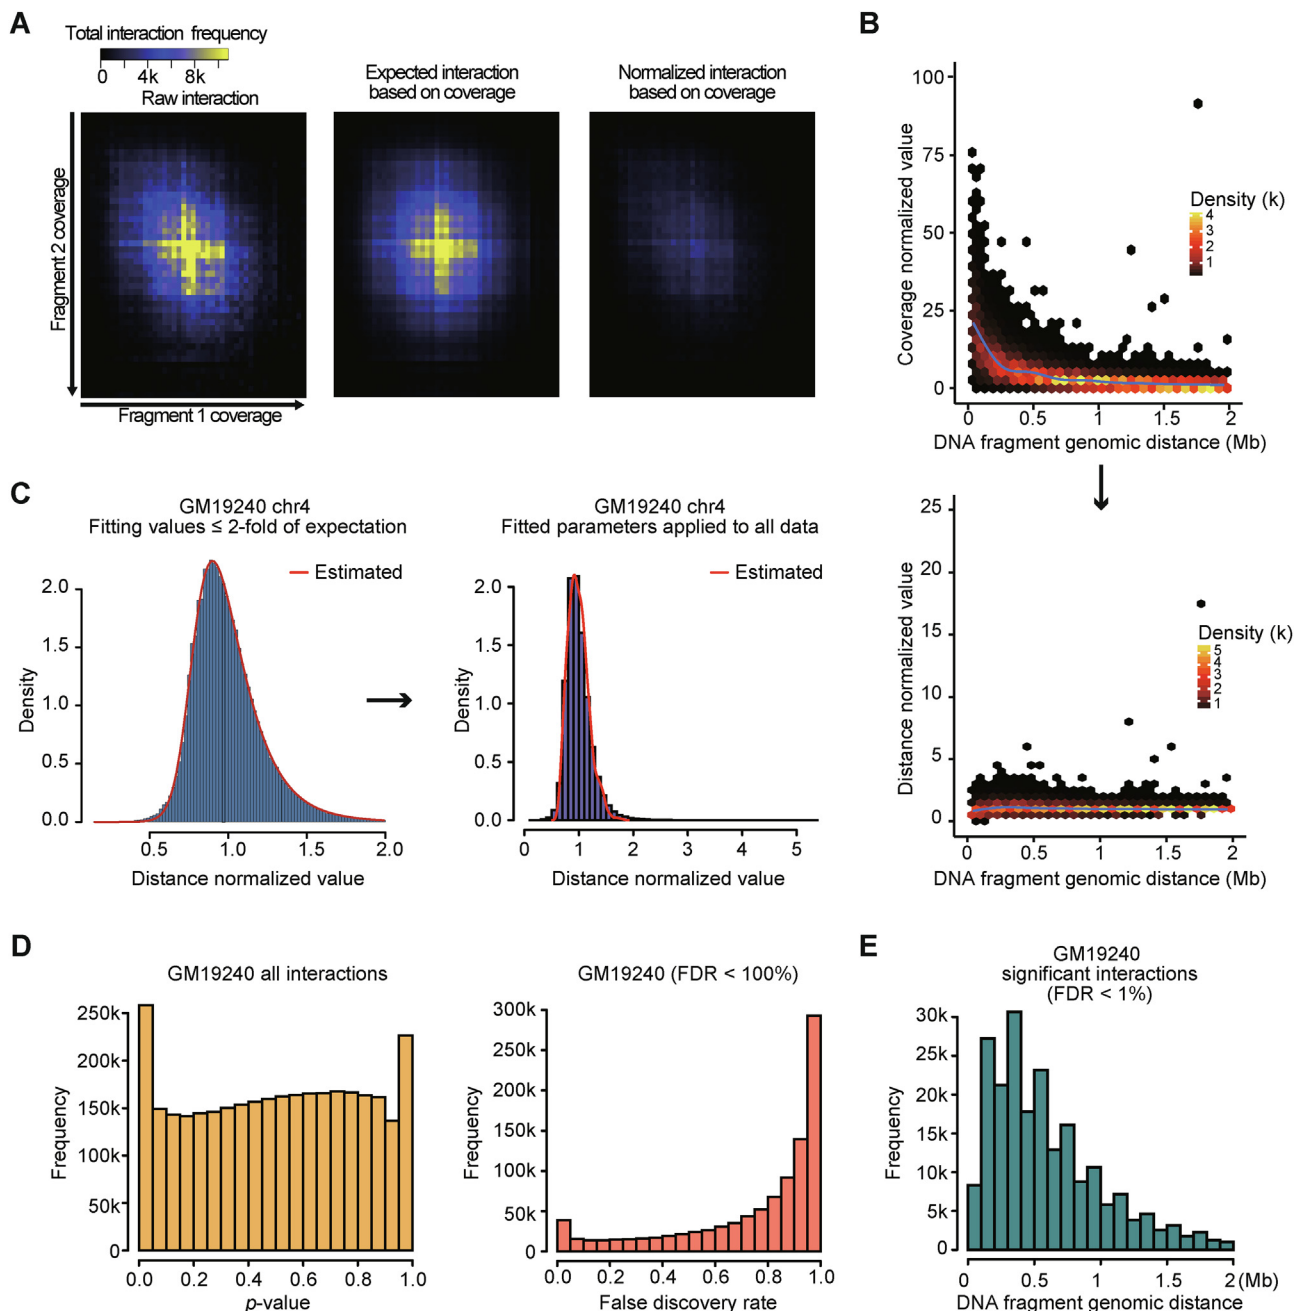 A
Total interaction frequency
0 4k 8k
Raw interaction
Expected interaction
based on coverage
Normalized interaction
based on coverage
Fragment 2 coverage
Fragment 1 coverage
B
100
75
50
25
0
Coverage normalized value
Density (k)
4
3
2
1
0 0.5 1 1.5 2
DNA fragment genomic distance (Mb)
25
20
15
10
5
0
Distance normalized value
Density (k)
5
4
3
2
1
0 0.5 1 1.5 2
DNA fragment genomic distance (Mb)
C
GM19240 chr4
Fitting values ≤ 2-fold of expectation
Estimated
2.0
1.5
1.0
0.5
0.0
Density
0.5 1.0 1.5 2.0
Distance normalized value
GM19240 chr4
Fitted parameters applied to all data
Estimated
2.0
1.5
1.0
0.5
0.0
Density
0 1 2 3 4 5
Distance normalized value
D
GM19240 all interactions
250k
200k
150k
100k
50k
0
Frequency
0.0 0.2 0.4 0.6 0.8 1.0
p-value
GM19240 (FDR < 100%)
300k
250k
200k
150k
100k
50k
0
Frequency
0.0 0.2 0.4 0.6 0.8 1.0
False discovery rate
E
GM19240
significant interactions
(FDR < 1%)
30k
25k
20k
15k
10k
5k
0
Frequency
0 0.5 1 1.5 2 (Mb)
DNA fragment genomic distance